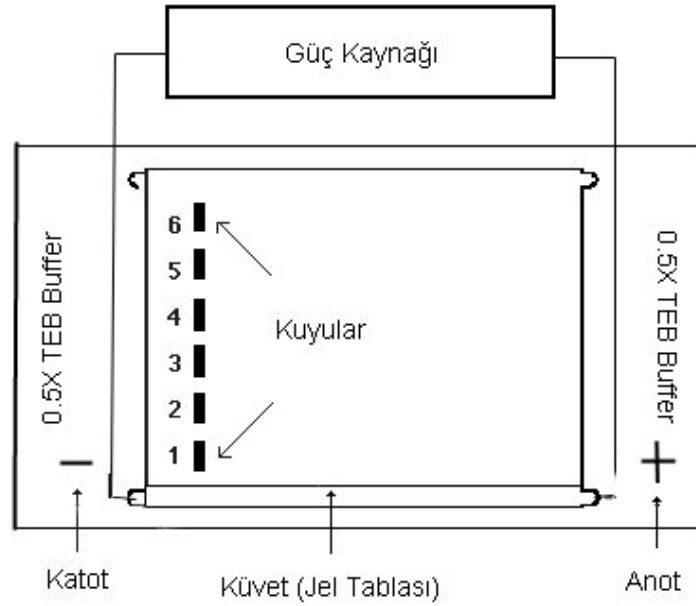 Güç Kaynağı
0.5X TEB Buffer
6
5
4
3
2
1
Kuyular
0.5X TEB Buffer
−
+
Katot
Küvet (Jel Tablası)
Anot